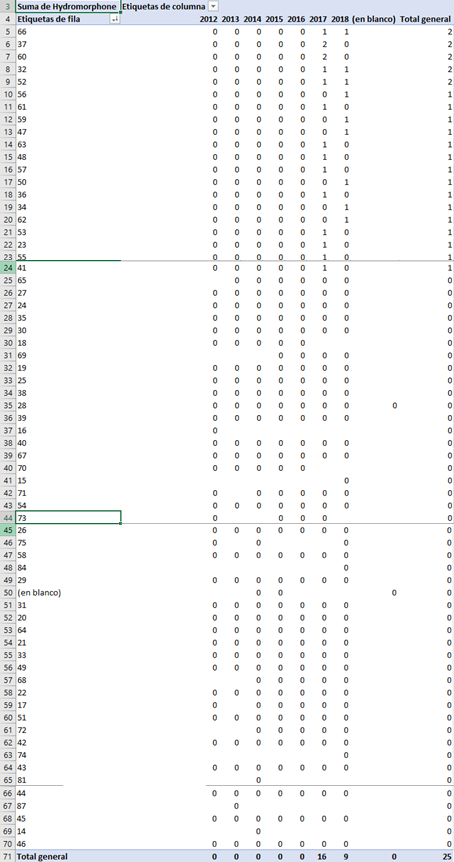 3 Suma de Hydromorphone Etiquetas de columna
4 Etiquetas de fila 2012 2013 2014 2015 2016 2017 2018 (en blanco) Total general
5 66 0 0 0 0 0 1 1 2
6 37 0 0 0 0 0 2 0 2
7 60 0 0 0 0 0 2 0 2
8 32 0 0 0 0 0 1 1 2
9 52 0 0 0 0 0 1 1 2
10 56 0 0 0 0 0 0 1 1
11 61 0 0 0 0 0 1 0 1
12 59 0 0 0 0 0 0 1 1
13 47 0 0 0 0 0 0 1 1
14 63 0 0 0 0 0 1 0 1
15 48 0 0 0 0 0 1 0 1
16 57 0 0 0 0 0 1 0 1
17 50 0 0 0 0 0 0 1 1
18 36 0 0 0 0 0 1 0 1
19 34 0 0 0 0 0 0 1 1
20 62 0 0 0 0 0 0 1 1
21 53 0 0 0 0 0 1 0 1
22 23 0 0 0 0 0 1 0 1
23 55 0 0 0 0 0 1 0 1
24 41 0 0 0 0 0 1 0 1
25 65 0 0 0 0 0 0 0
26 27 0 0 0 0 0 0 0 0
27 24 0 0 0 0 0 0 0 0
28 35 0 0 0 0 0 0 0 0
29 30 0 0 0 0 0 0 0 0
30 18 0 0 0 0 0 0
31 69 0 0 0 0 0
32 19 0 0 0 0 0 0 0 0
33 25 0 0 0 0 0 0 0 0
34 38 0 0 0 0 0 0 0 0
35 28 0 0 0 0 0 0 0 0 0
36 39 0 0 0 0 0 0 0 0
37 16 0 0
38 40 0 0 0 0 0 0 0 0
39 67 0 0 0 0 0 0 0 0
40 70 0 0 0 0 0 0
41 15 0 0
42 71 0 0 0 0 0 0 0
43 54 0 0 0 0 0 0 0 0
44 73 0 0 0 0 0
45 26 0 0 0 0 0 0 0 0
46 75 0 0 0 0
47 58 0 0 0 0 0 0 0 0
48 84 0 0
49 29 0 0 0 0 0 0 0 0
50 (en blanco) 0 0 0 0
51 31 0 0 0 0 0 0 0 0
52 20 0 0 0 0 0 0 0 0
53 64 0 0 0 0 0 0 0 0
54 21 0 0 0 0 0 0 0 0
55 33 0 0 0 0 0 0 0 0
56 49 0 0 0 0 0 0 0 0
57 68 0 0 0 0 0 0
58 22 0 0 0 0 0 0 0 0
59 17 0 0 0 0 0 0 0
60 51 0 0 0 0 0 0 0 0
61 72 0 0
62 42 0 0 0 0 0 0 0 0
63 74 0 0
64 43 0 0 0 0 0 0 0 0
65 81 0 0
66 44 0 0 0 0 0 0 0 0
67 87 0 0
68 45 0 0 0 0 0 0 0 0
69 14 0 0
70 46 0 0 0 0 0 0 0 0
71 Total general 0 0 0 0 0 16 9 0 25